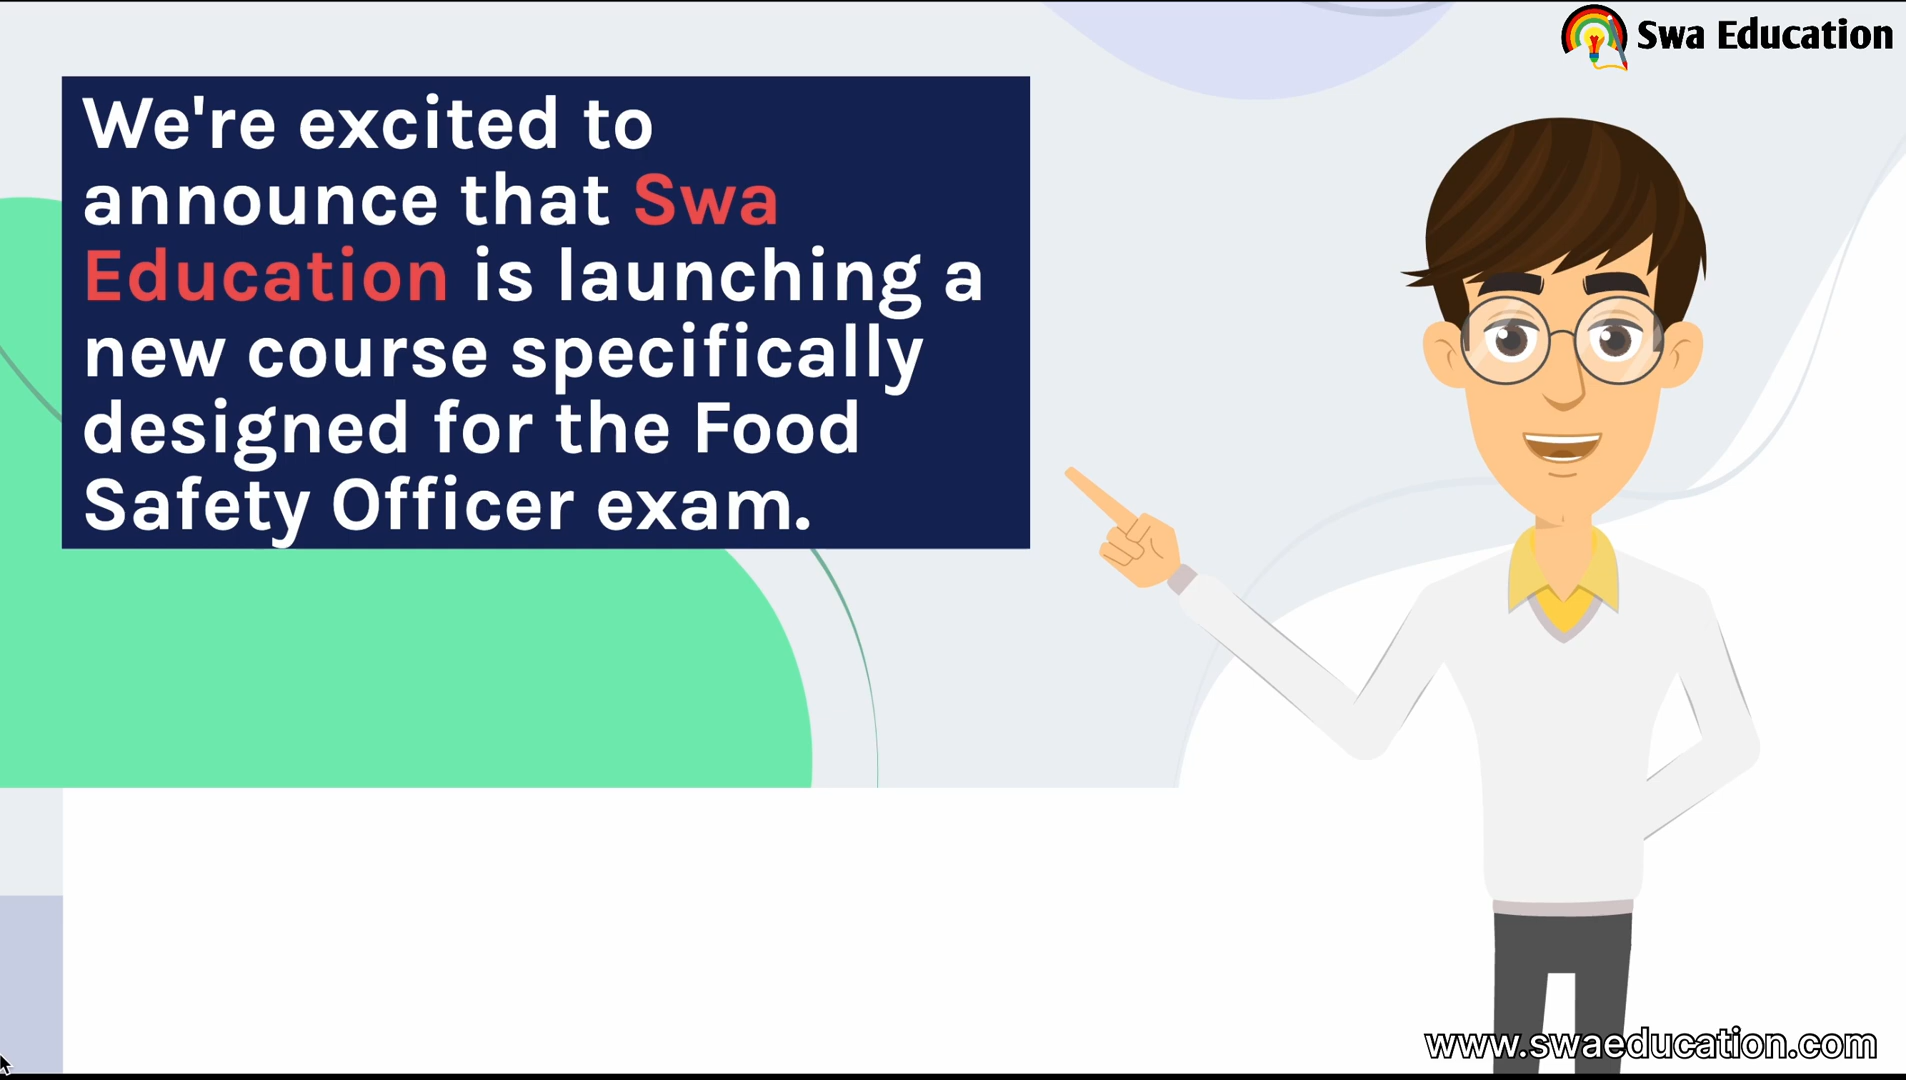 Swa Education
We're excited to
announce that Swa
Education is launching a
new course specifically
designed for the Food
Safety Officer exam.
www.swaeducation.com